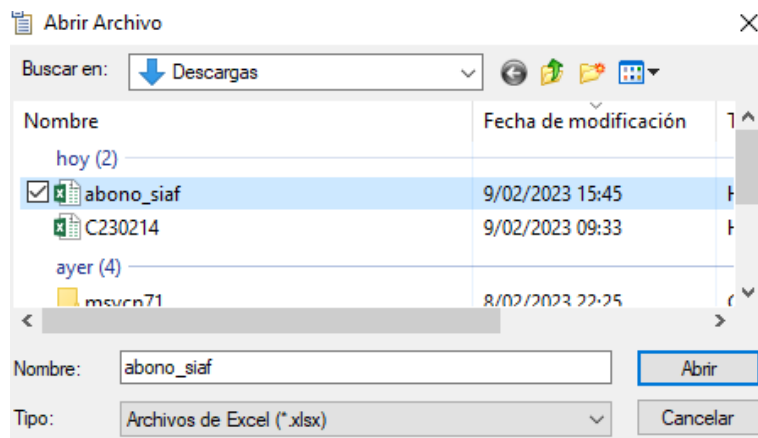 Abrir Archivo
Buscar en: Descargas
Nombre Fecha de modificación
hoy (2)
abono_siaf 9/02/2023 15:45
C230214 9/02/2023 09:33
ayer (4)
msvcp71 8/02/2023 22:25
Nombre: abono_siaf Abrir
Tipo: Archivos de Excel (*.xlsx) Cancelar